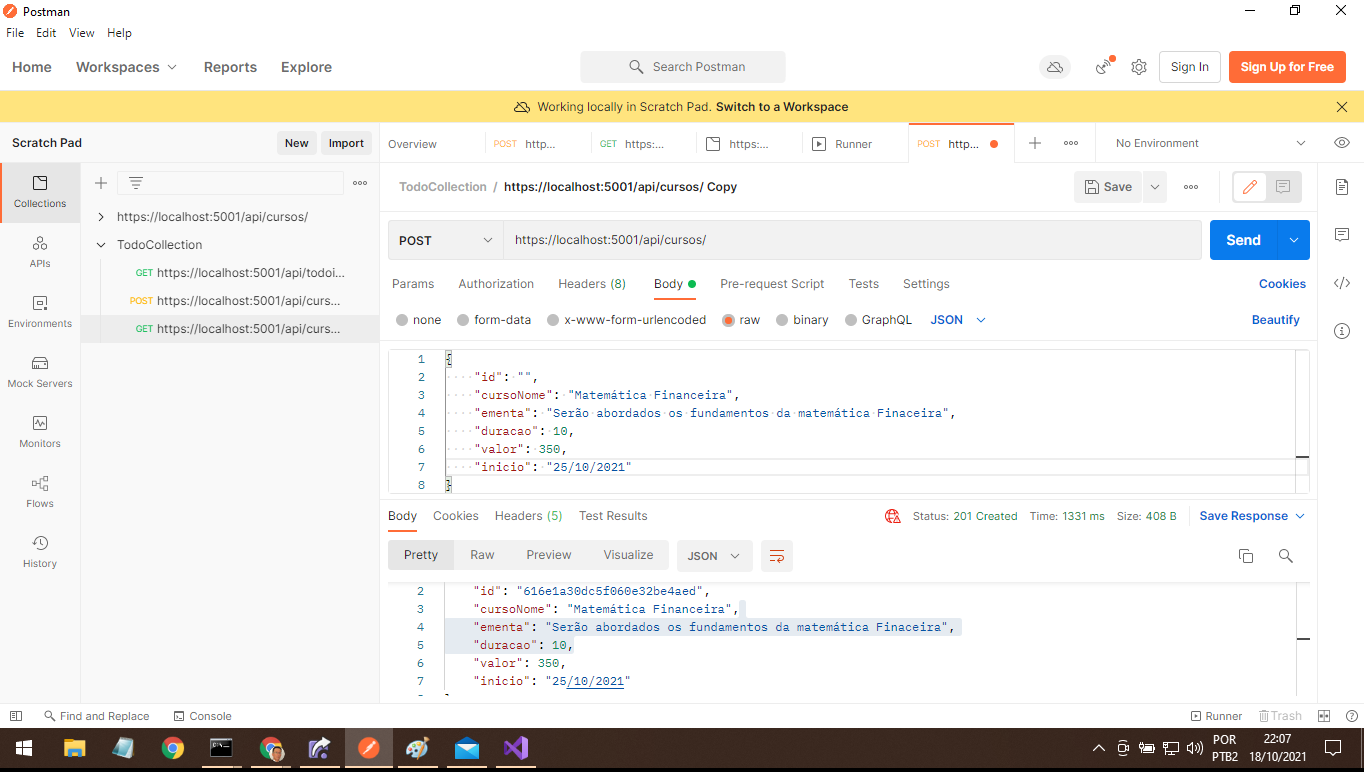 Postman
File Edit View Help
Home Workspaces Reports Explore Search Postman Sign In Sign Up for Free
Working locally in Scratch Pad. Switch to a Workspace
Scratch Pad New Import Overview POST http... GET https:... https:... Runner POST http... No Environment
Collections
APIs
Environments
Mock Servers
Monitors
Flows
History
https://localhost:5001/api/cursos/
TodoCollection
GET https://localhost:5001/api/todoi...
POST https://localhost:5001/api/curs...
GET https://localhost:5001/api/curs...
TodoCollection / https://localhost:5001/api/cursos/ Copy Save
POST https://localhost:5001/api/cursos/ Send
Params Authorization Headers (8) Body Pre-request Script Tests Settings Cookies
none form-data x-www-form-urlencoded raw binary GraphQL JSON Beautify
1 {
2 "id": "",
3 "cursoNome": "Matemática Financeira",
4 "ementa": "Serão abordados os fundamentos da matemática Finaceira",
5 "duracao": 10,
6 "valor": 350,
7 "inicio": "25/10/2021"
8 }
Body Cookies Headers (5) Test Results Status: 201 Created Time: 1331 ms Size: 408 B Save Response
Pretty Raw Preview Visualize JSON
2 "id": "616e1a30dc5f060e32be4aed",
3 "cursoNome": "Matemática Financeira",
4 "ementa": "Serão abordados os fundamentos da matemática Finaceira",
5 "duracao": 10,
6 "valor": 350,
7 "inicio": "25/10/2021"
Find and Replace Console Runner Trash
POR 22:07
PTB2 18/10/2021